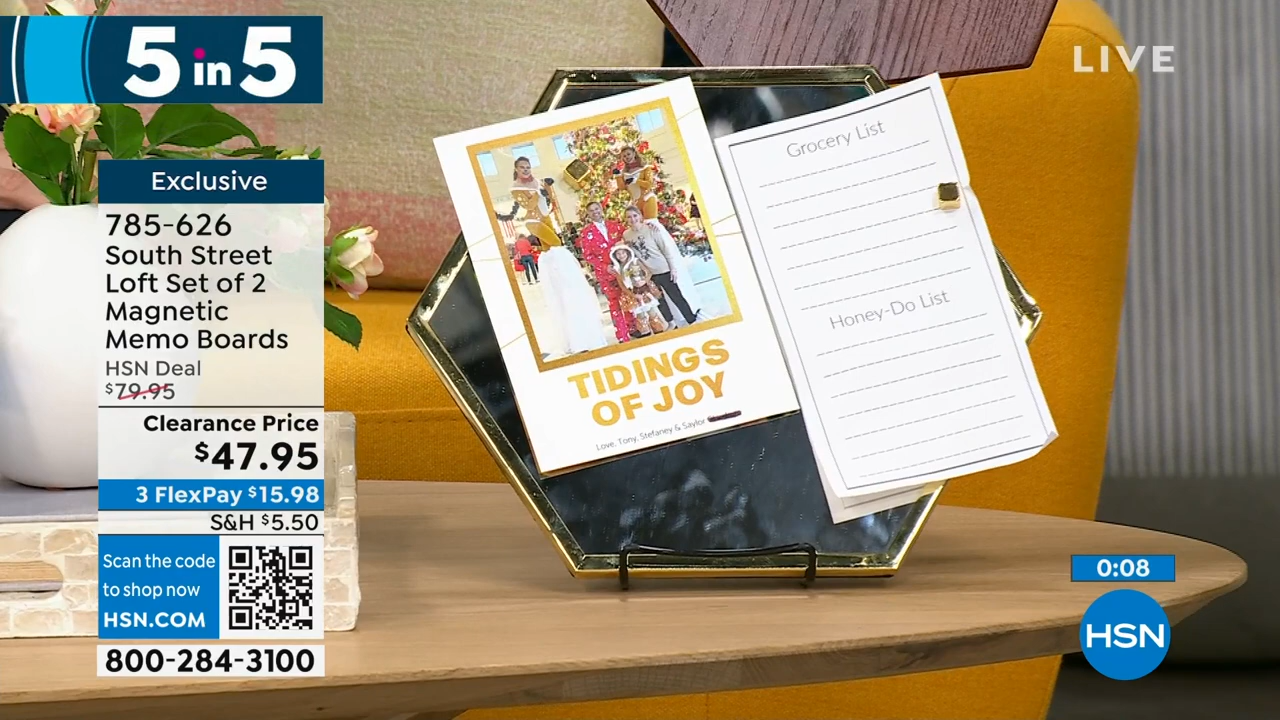 5 in 5
LIVE
Exclusive
785-626
South Street
Loft Set of 2
Magnetic
Memo Boards
HSN Deal
$79.95
Clearance Price
$47.95
3 FlexPay $15.98
S&H $5.50
Scan the code
to shop now
HSN.COM
800-284-3100
TIDINGS
OF JOY
Love, Tony, Stefaney & Saylor
Grocery List
Honey-Do List
0:08
HSN